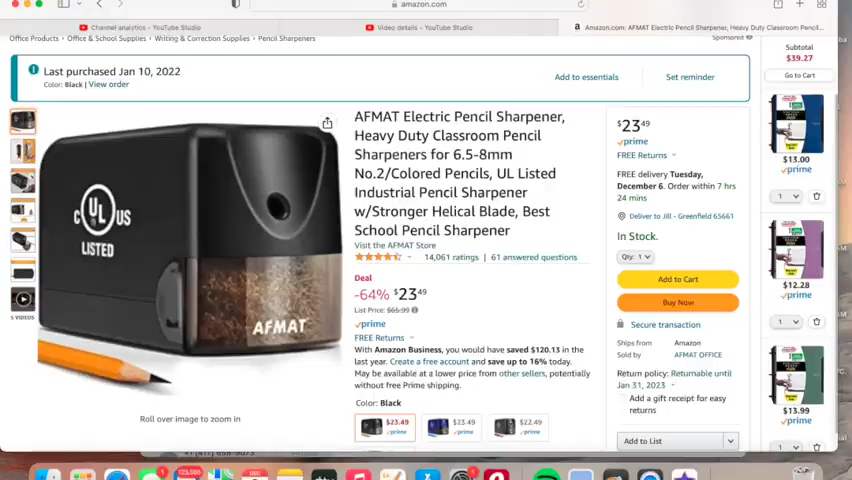 amazon.com
Channel analytics - YouTube Studio
Video details - YouTube Studio
a Amazon.com: AFMAT Electric Pencil Sharpener, Heavy Duty Classroom Pencil...
Office Products › Office & School Supplies › Writing & Correction Supplies › Pencil Sharpeners
Sponsored
Last purchased Jan 10, 2022
Color: Black | View order
Add to essentials
Set reminder
C UL US
LISTED
AFMAT
5 VIDEOS
Roll over image to zoom in
AFMAT Electric Pencil Sharpener,
Heavy Duty Classroom Pencil
Sharpeners for 6.5-8mm
No.2/Colored Pencils, UL Listed
Industrial Pencil Sharpener
w/Stronger Helical Blade, Best
School Pencil Sharpener
Visit the AFMAT Store
14,061 ratings | 61 answered questions
Deal
-64% $23.49
List Price: $65.99
prime
FREE Returns
With Amazon Business, you would have saved $120.13 in the
last year. Create a free account and save up to 16% today.
May be available at a lower price from other sellers, potentially
without free Prime shipping.
Color: Black
$23.49
prime
$23.49
prime
$22.49
prime
$23.49
prime
FREE Returns
FREE delivery Tuesday,
December 6. Order within 7 hrs
24 mins
Deliver to Jill - Greenfield 65661
In Stock.
Qty: 1
Add to Cart
Buy Now
Secure transaction
Ships from Amazon
Sold by AFMAT OFFICE
Return policy: Returnable until
Jan 31, 2023
Add a gift receipt for easy
returns
Add to List
Subtotal
$39.27
Go to Cart
$13.00
prime
1
$12.28
prime
1
$13.99
prime
1